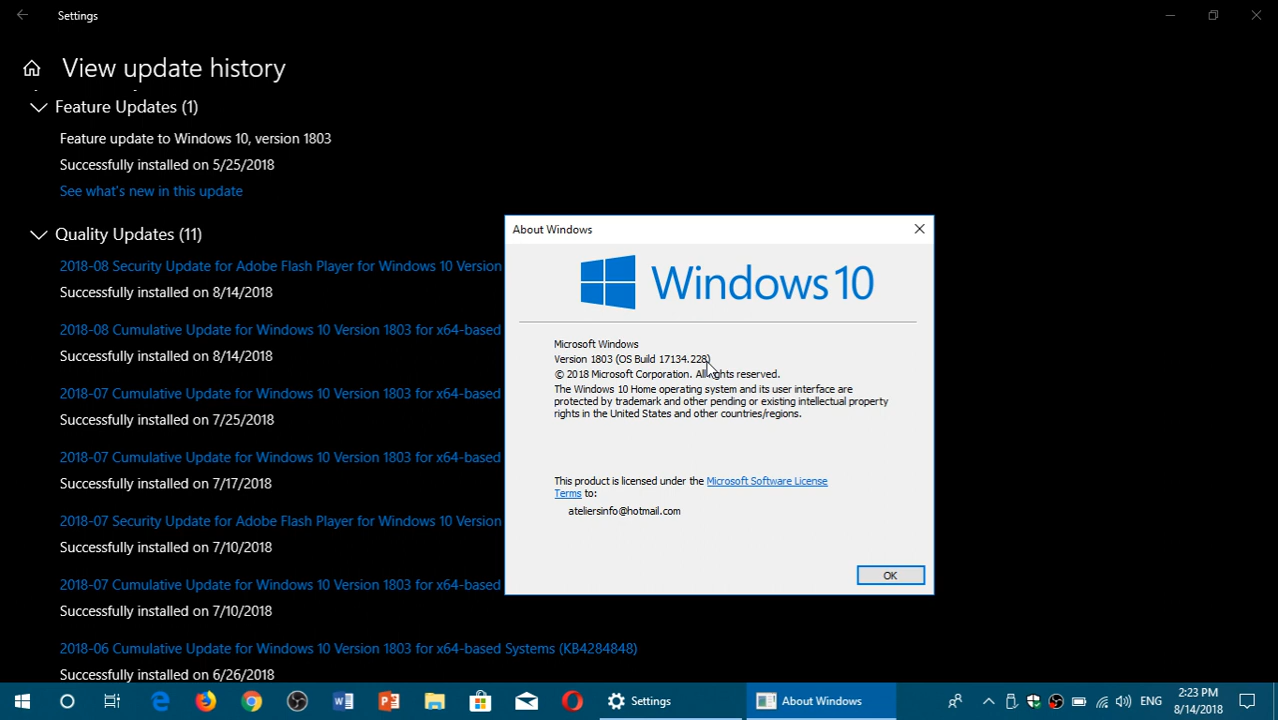 Settings
View update history
Feature Updates (1)
Feature update to Windows 10, version 1803
Successfully installed on 5/25/2018
See what's new in this update
Quality Updates (11)
2018-08 Security Update for Adobe Flash Player for Windows 10 Version
Successfully installed on 8/14/2018
2018-08 Cumulative Update for Windows 10 Version 1803 for x64-based
Successfully installed on 8/14/2018
2018-07 Cumulative Update for Windows 10 Version 1803 for x64-based
Successfully installed on 7/25/2018
2018-07 Cumulative Update for Windows 10 Version 1803 for x64-based
Successfully installed on 7/17/2018
2018-07 Security Update for Adobe Flash Player for Windows 10 Version
Successfully installed on 7/10/2018
2018-07 Cumulative Update for Windows 10 Version 1803 for x64-based
Successfully installed on 7/10/2018
2018-06 Cumulative Update for Windows 10 Version 1803 for x64-based Systems (KB4284848)
Successfully installed on 6/26/2018
About Windows
Windows 10
Microsoft Windows
Version 1803 (OS Build 17134.228)
© 2018 Microsoft Corporation. All rights reserved.
The Windows 10 Home operating system and its user interface are
protected by trademark and other pending or existing intellectual property
rights in the United States and other countries/regions.
This product is licensed under the Microsoft Software License
Terms to:
ateliersinfo@hotmail.com
OK
Settings
About Windows
ENG
2:23 PM
8/14/2018